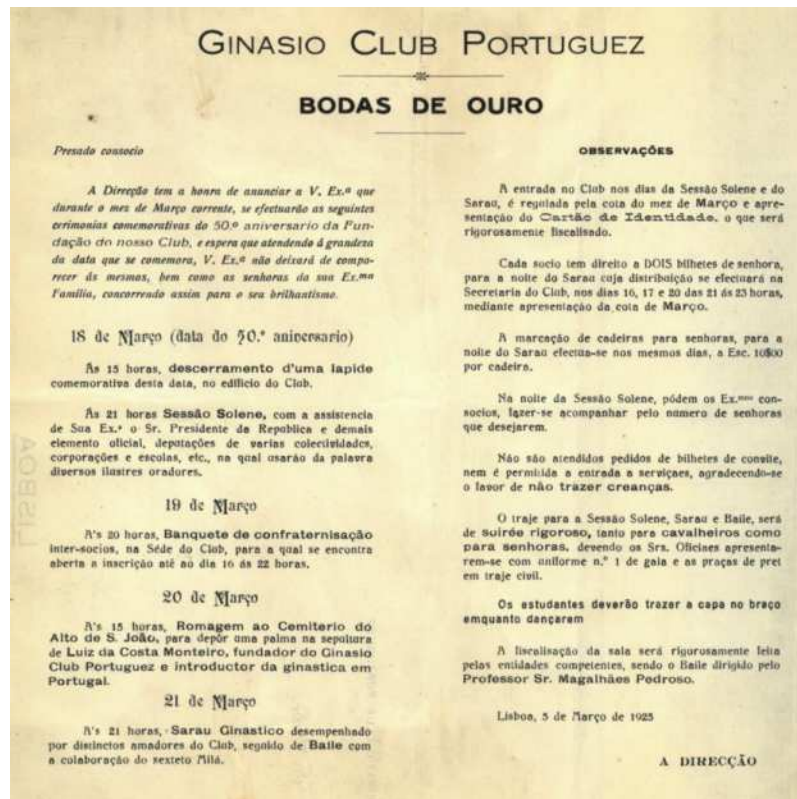 GINASIO CLUB PORTUGUEZ
BODAS DE OURO
Presado consocio
A Direcção tem a honra de anunciar a V. Ex.ª que
durante o mez de Março corrente, se efectuarão as seguintes
cerimonias comemorativas do 50.º aniversario da Fun-
dação do nosso Club, e espera que atendendo á grandeza
da data que se comemora, V. Ex.ª não deixará de compa-
recer ás mesmas, bem como as senhoras da sua Ex.ma
Familia, concorrendo assim para o seu brilhantismo.
18 de Março (data do 50.º aniversario)
Ás 15 horas, descerramento d'uma lapide
comemorativa desta data, no edificio do Club.
Ás 21 horas Sessão Solene, com a assistencia
de Sua Ex.ª o Sr. Presidente da Republica e demais
elemento oficial, deputações de varias colectividades,
corporações e escolas, etc., na qual usarão da palavra
diversos ilustres oradores.
19 de Março
A's 20 horas, Banquete de confraternisação
inter-socios, na Séde do Club, para a qual se encontra
aberta a inscrição até ao dia 16 ás 22 horas.
20 de Março
A's 15 horas, Romagem ao Cemiterio do
Alto de S. João, para depôr uma palma na sepultura
de Luiz da Costa Monteiro, fundador do Ginasio
Club Portuguez e introductor da ginastica em
Portugal.
21 de Março
A's 21 horas, Sarau Ginastico desempenhado
por distinctos amadores do Club, seguido de Baile com
a colaboração do sexteto Milá.
OBSERVAÇÕES
A entrada no Club nos dias da Sessão Solene e do
Sarau, é regulada pela cota do mez de Março e apre-
sentação do Cartão de Identidade, o que será
rigorosamente fiscalisado.
Cada socio tem direito a DOIS bilhetes de senhora,
para a noite do Sarau cuja distribuição se efectuará na
Secretaria do Club, nos dias 16, 17 e 20 das 21 ás 23 horas,
mediante apresentação da cota de Março.
A marcação de cadeiras para senhoras, para a
noite do Sarau efectua-se nos mesmos dias, a Esc. 10$00
por cadeira.
Na noite da Sessão Solene, pódem os Ex.mos con-
socios, fazer-se acompanhar pelo numero de senhoras
que desejarem.
Não são atendidos pedidos de bilhetes de convite,
nem é permitida a entrada a serviçaes, agradecendo-se
o favor de não trazer creanças.
O traje para a Sessão Solene, Sarau e Baile, será
de suirée rigoroso, tanto para cavalheiros como
para senhoras, devendo os Srs. Oficiaes apresenta-
rem-se com uniforme n.º 1 de gala e as praças de pret
em traje civil.
Os estudantes deverão trazer a capa no braço
emquanto dançarem
A fiscalisação da sala será rigorosamente feita
pelas entidades competentes, sendo o Baile dirigido pelo
Professor Sr. Magalhães Pedroso.
Lisboa, 5 de Março de 1925
A DIRECÇÃO
LISBOA